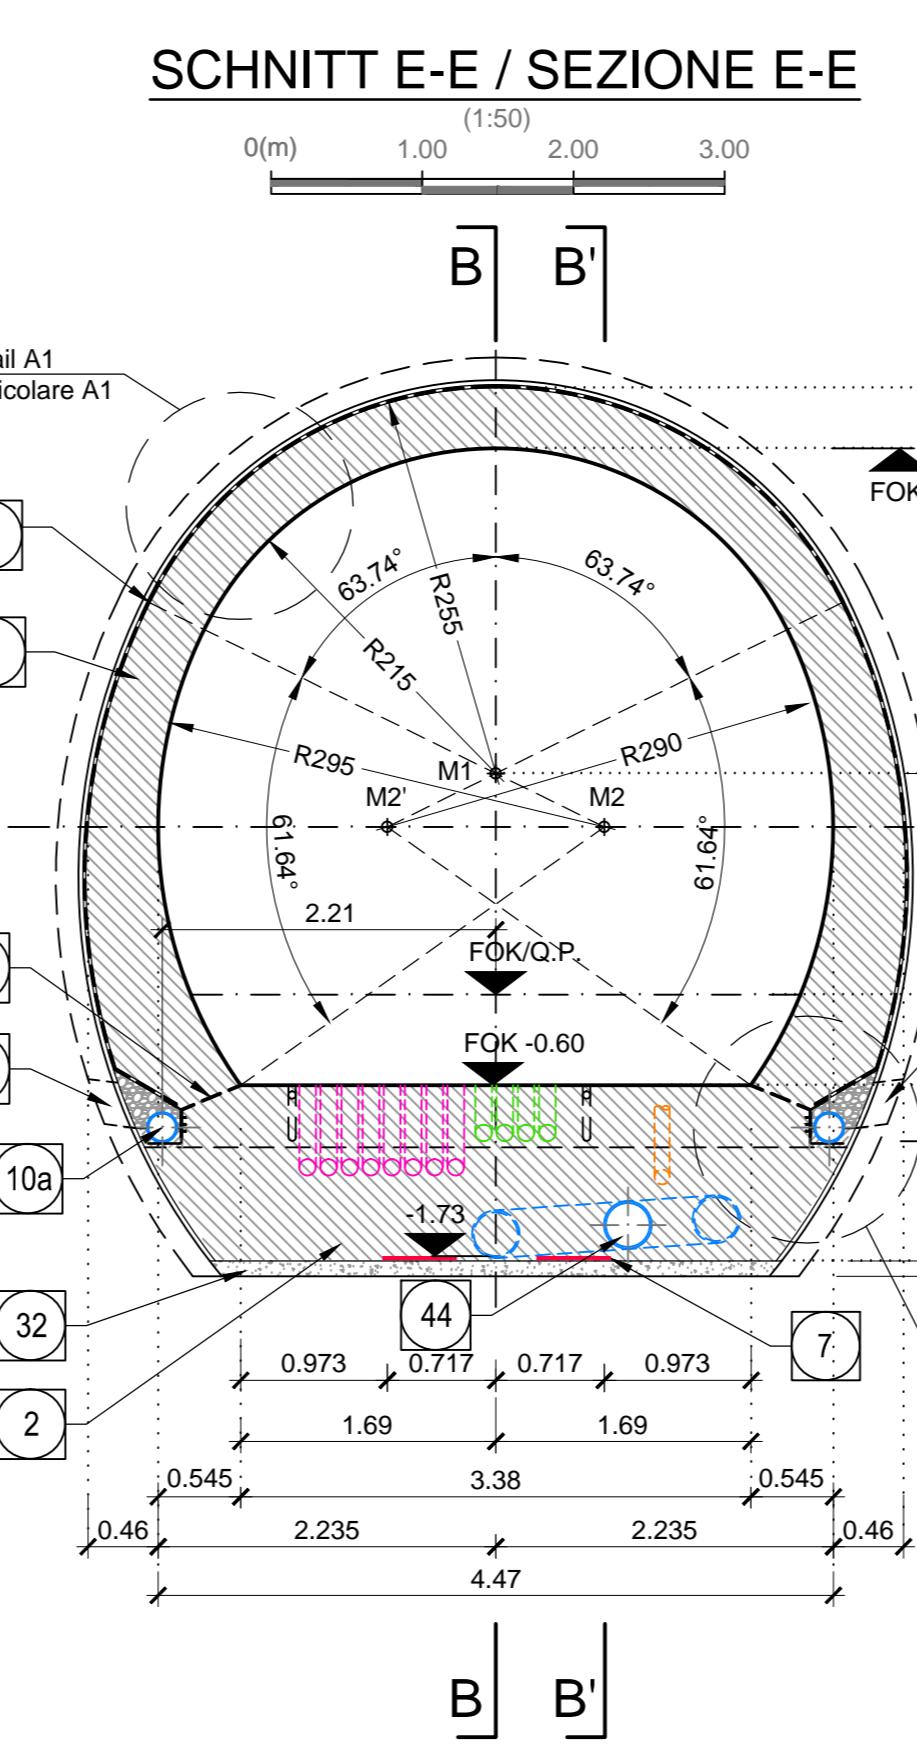 SCHNITT E-E / SEZIONE E-E
(1:50)
0(m) 1.00 2.00 3.00
B B'
ail A1
icolare A1
FOK
63.74° 63.74°
R255
R215
R295 R290
M1
M2' M2
61.64° 61.64°
2.21
FOK/Q.P.
FOK -0.60
10a
-1.73
32 44 7
2
0.973 0.717 0.717 0.973
1.69 1.69
0.545 3.38 0.545
0.46 2.235 2.235 0.46
4.47
B B'